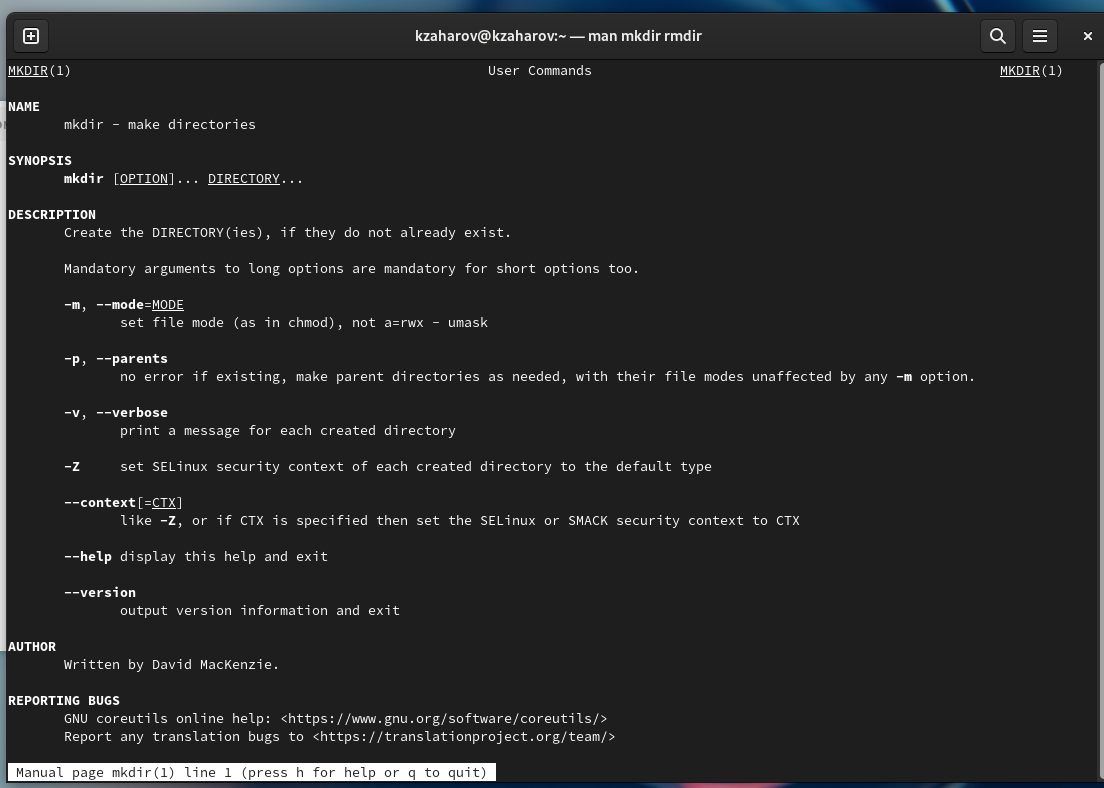 kzaharov@kzaharov:~ — man mkdir rmdir
MKDIR(1) User Commands MKDIR(1)
NAME
mkdir - make directories
SYNOPSIS
mkdir [OPTION]... DIRECTORY...
DESCRIPTION
Create the DIRECTORY(ies), if they do not already exist.
Mandatory arguments to long options are mandatory for short options too.
-m, --mode=MODE
set file mode (as in chmod), not a=rwx - umask
-p, --parents
no error if existing, make parent directories as needed, with their file modes unaffected by any -m option.
-v, --verbose
print a message for each created directory
-Z set SELinux security context of each created directory to the default type
--context[=CTX]
like -Z, or if CTX is specified then set the SELinux or SMACK security context to CTX
--help display this help and exit
--version
output version information and exit
AUTHOR
Written by David MacKenzie.
REPORTING BUGS
GNU coreutils online help: <https://www.gnu.org/software/coreutils/>
Report any translation bugs to <https://translationproject.org/team/>
Manual page mkdir(1) line 1 (press h for help or q to quit)